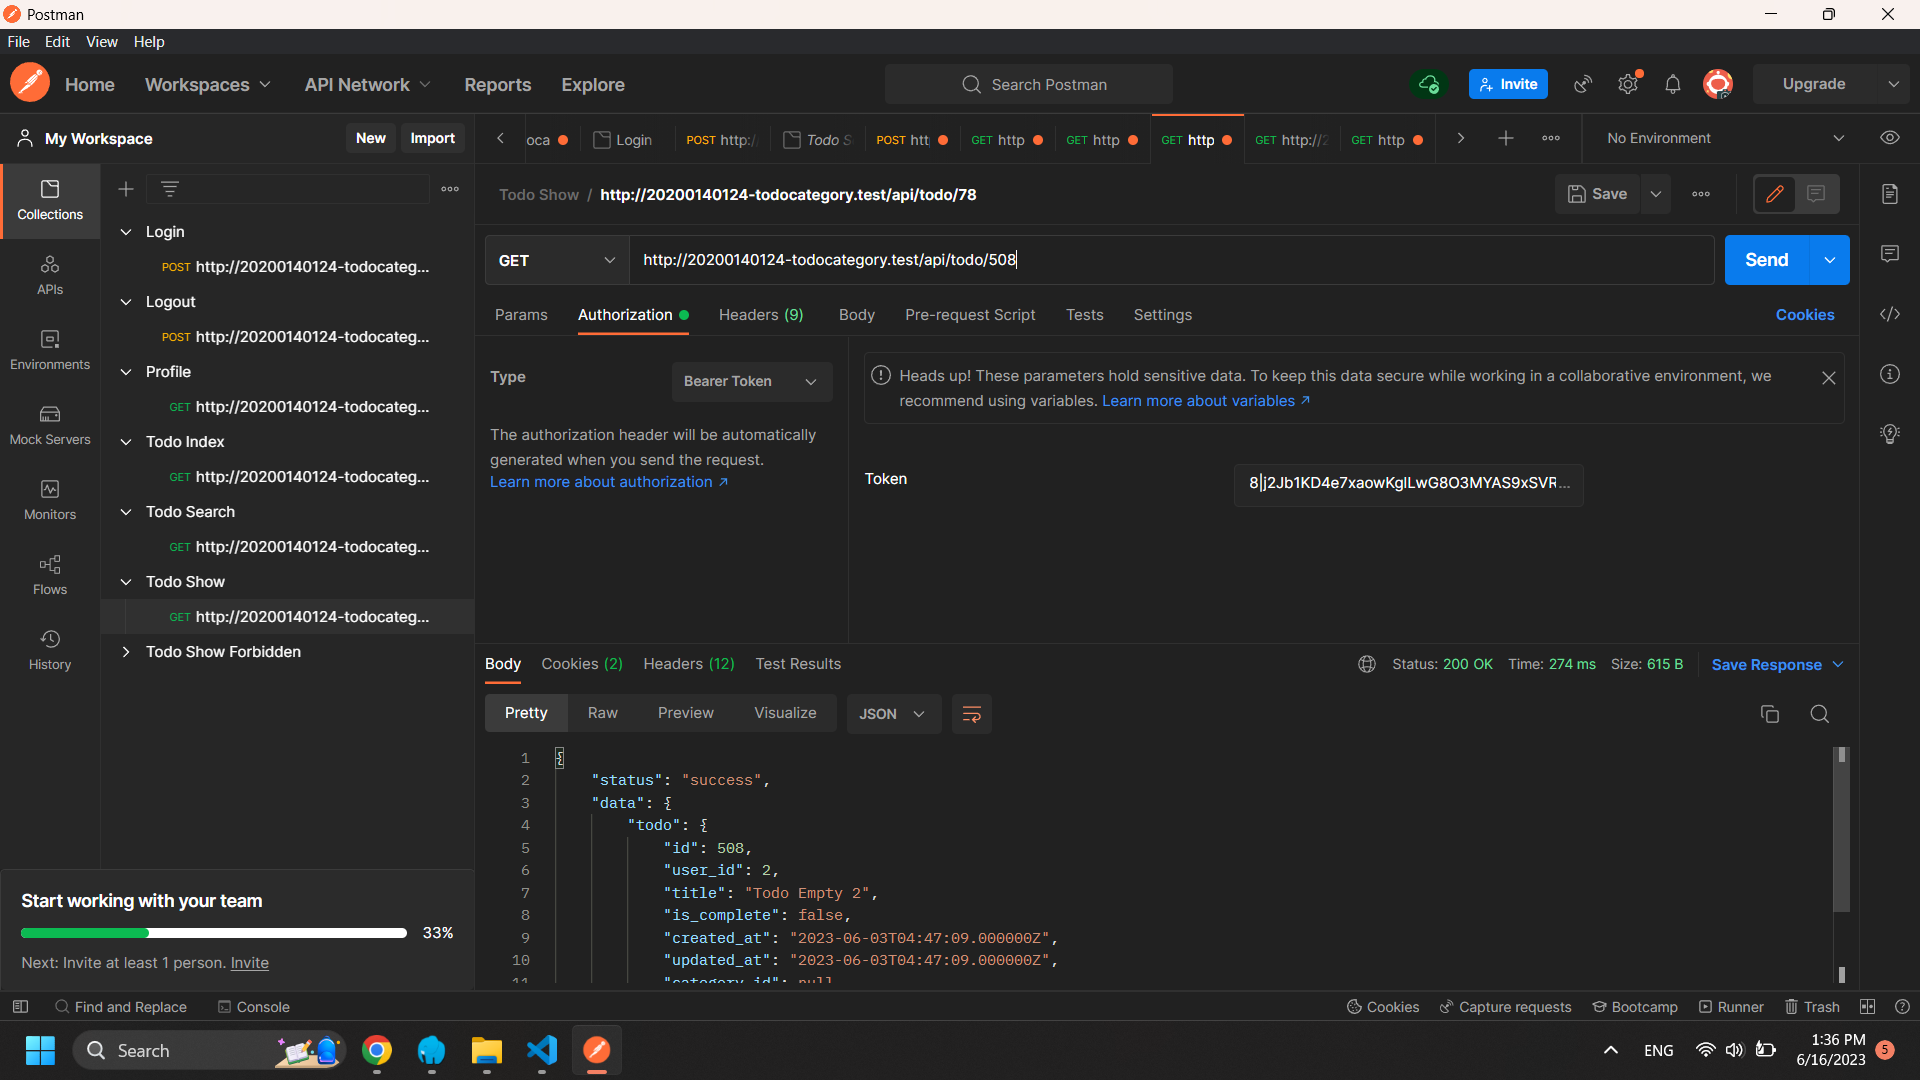 Postman
File Edit View Help
Home Workspaces API Network Reports Explore Search Postman Invite Upgrade
My Workspace New Import
oca Login POST http:/ Todo S POST htt GET http GET http GET http GET http://2 GET http No Environment
Collections
APIs
Environments
Mock Servers
Monitors
Flows
History
Login
POST http://20200140124-todocateg...
Logout
POST http://20200140124-todocateg...
Profile
GET http://20200140124-todocateg...
Todo Index
GET http://20200140124-todocateg...
Todo Search
GET http://20200140124-todocateg...
Todo Show
GET http://20200140124-todocateg...
Todo Show Forbidden
Start working with your team
33%
Next: Invite at least 1 person. Invite
Todo Show / http://20200140124-todocategory.test/api/todo/78 Save
GET http://20200140124-todocategory.test/api/todo/508 Send
Params Authorization Headers (9) Body Pre-request Script Tests Settings Cookies
Type Bearer Token
The authorization header will be automatically
generated when you send the request.
Learn more about authorization ↗
Heads up! These parameters hold sensitive data. To keep this data secure while working in a collaborative environment, we
recommend using variables. Learn more about variables ↗
Token 8|j2Jb1KD4e7xaowKglLwG8O3MYAS9xSVR...
Body Cookies (2) Headers (12) Test Results Status: 200 OK Time: 274 ms Size: 615 B Save Response
Pretty Raw Preview Visualize JSON
1 {
2 "status": "success",
3 "data": {
4 "todo": {
5 "id": 508,
6 "user_id": 2,
7 "title": "Todo Empty 2",
8 "is_complete": false,
9 "created_at": "2023-06-03T04:47:09.000000Z",
10 "updated_at": "2023-06-03T04:47:09.000000Z",
11 "category_id": null
Find and Replace Console Cookies Capture requests Bootcamp Runner Trash
Search ENG 1:36 PM
6/16/2023 5